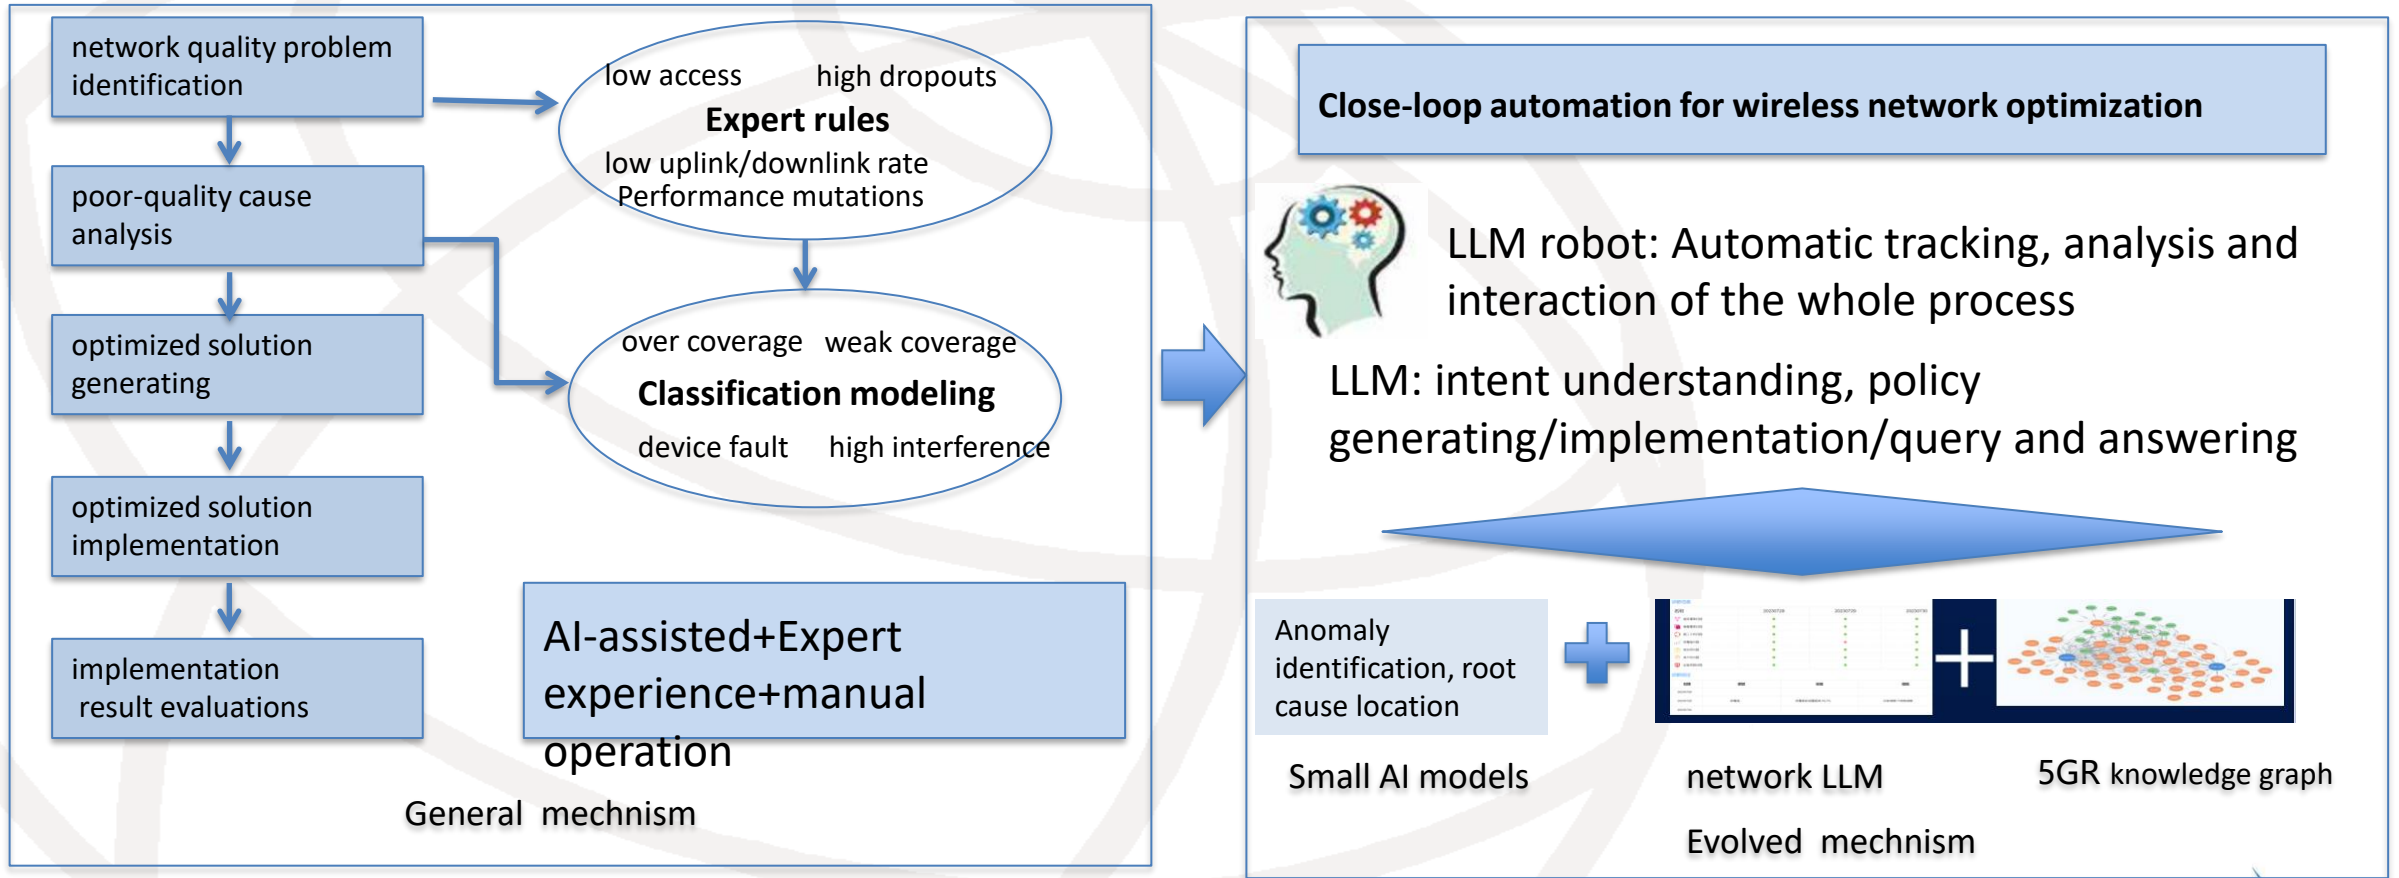 network quality problem
identification
poor-quality cause
analysis
optimized solution
generating
optimized solution
implementation
implementation
result evaluations
low access high dropouts
Expert rules
low uplink/downlink rate
Performance mutations
over coverage weak coverage
Classification modeling
device fault high interference
AI-assisted+Expert
experience+manual
operation
General mechnism
Close-loop automation for wireless network optimization
LLM robot: Automatic tracking, analysis and
interaction of the whole process
LLM: intent understanding, policy
generating/implementation/query and answering
Anomaly
identification, root
cause location
Small AI models
network LLM
5GR knowledge graph
Evolved mechnism